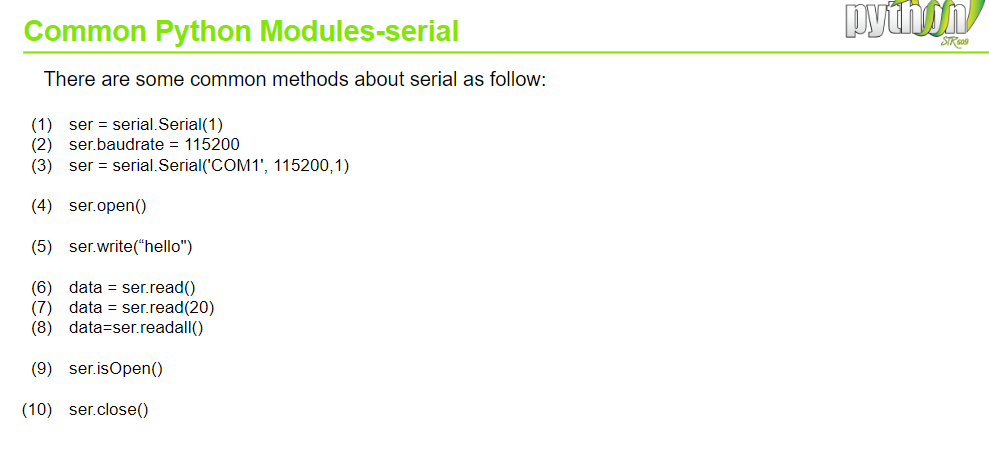 Common Python Modules-serial
python
STR609
There are some common methods about serial as follow:
(1) ser = serial.Serial(1)
(2) ser.baudrate = 115200
(3) ser = serial.Serial('COM1', 115200,1)
(4) ser.open()
(5) ser.write(“hello")
(6) data = ser.read()
(7) data = ser.read(20)
(8) data=ser.readall()
(9) ser.isOpen()
(10) ser.close()